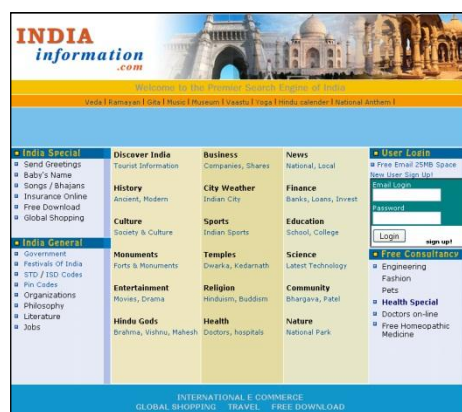 INDIA
information
.com
Welcome to the Premier Search Engine of India
Veda | Ramayan | Gita | Music | Museum | Vaastu | Yoga | Hindu calender | National Anthem |
India Special
Send Greetings
Baby's Name
Songs / Bhajans
Insurance Online
Free Download
Global Shopping
India General
Government
Festivals Of India
STD / ISD Codes
Pin Codes
Organizations
Philosophy
Literature
Jobs
Discover India
Tourist Information
History
Ancient, Modern
Culture
Society & Culture
Monuments
Forts & Monuments
Entertainment
Movies, Drama
Hindu Gods
Brahma, Vishnu, Mahesh
Business
Companies, Shares
City Weather
Indian City
Sports
Indian Sports
Temples
Dwarka, Kedarnath
Religion
Hinduism, Buddism
Health
Doctors, hospitals
News
National, Local
Finance
Banks, Loans, Invest
Education
School, College
Science
Latest Technology
Community
Bhargava, Patel
Nature
National Park
User Login
Free Email 25MB Space
New User Sign Up!
Email Login
Password
Login
sign up!
Free Consultancy
Engineering
Fashion
Pets
Health Special
Doctors on-line
Free Homeopathic
Medicine
INTERNATIONAL E COMMERCE
GLOBAL SHOPPING TRAVEL FREE DOWNLOAD